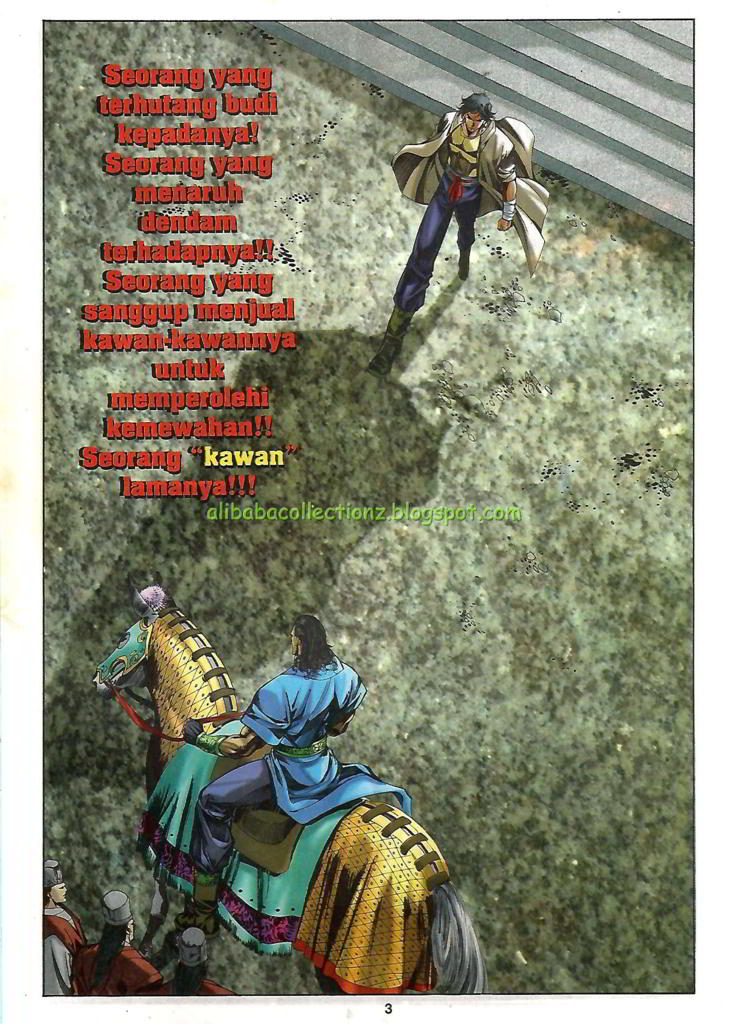 Seorang yang
terhutang budi
kepadanya!
Seorang yang
menaruh
dendam
terhadapnya!!
Seorang yang
sanggup menjual
kawan-kawannya
untuk
memperolehi
kemewahan!!
Seorang "kawan"
lamanya!!!
alibabacollectionz.blogspot.com
3